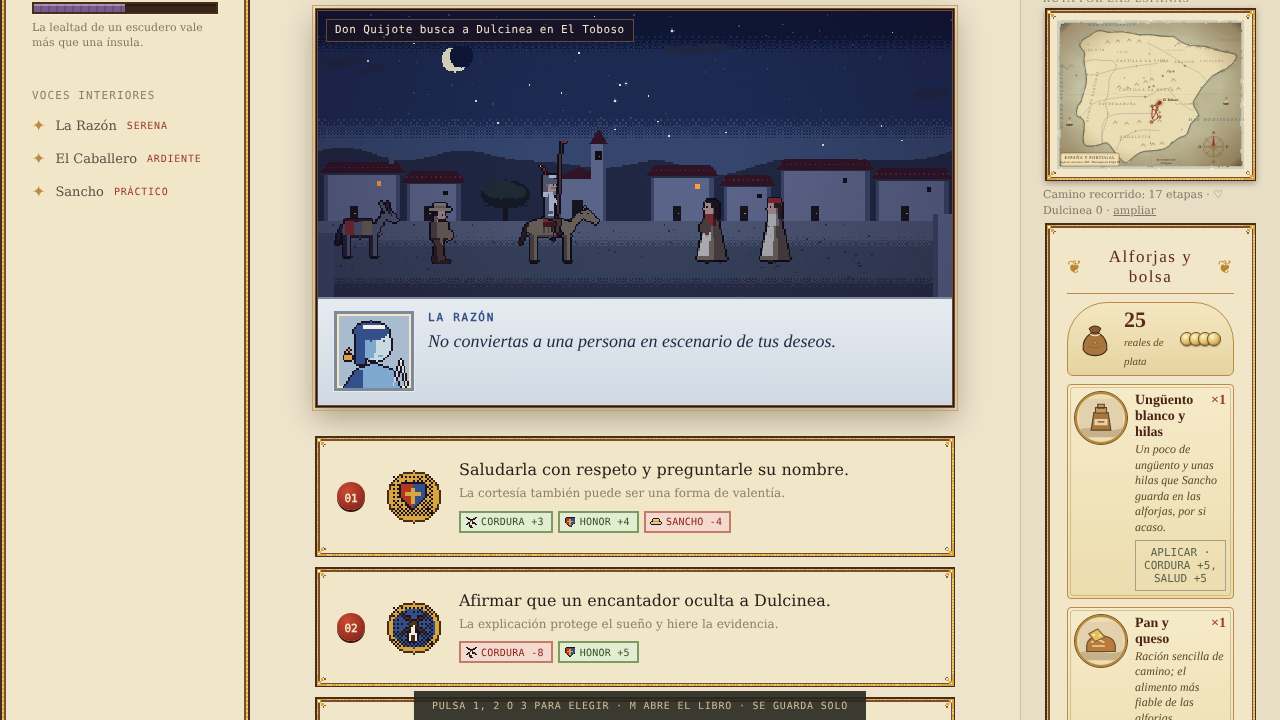 La lealtad de un escudero vale
más que una ínsula.
VOCES INTERIORES
La Razón SERENA
El Caballero ARDIENTE
Sancho PRÁCTICO
Don Quijote busca a Dulcinea en El Toboso
LA RAZÓN
No conviertas a una persona en escenario de tus deseos.
01
Saludarla con respeto y preguntarle su nombre.
La cortesía también puede ser una forma de valentía.
CORDURA +3 HONOR +4 SANCHO -4
02
Afirmar que un encantador oculta a Dulcinea.
La explicación protege el sueño y hiere la evidencia.
CORDURA -8 HONOR +5
PULSA 1, 2 O 3 PARA ELEGIR · M ABRE EL LIBRO · SE GUARDA SOLO
ESPAÑA Y PORTUGAL
Camino recorrido: 17 etapas · ♡
Dulcinea 0 · ampliar
Alforjas y
bolsa
25
reales de
plata
Ungüento ×1
blanco y
hilas
Un poco de
ungüento y unas
hilas que Sancho
guarda en las
alforjas, por si
acaso.
APLICAR ·
CORDURA +5,
SALUD +5
Pan y ×1
queso
Ración sencilla de
camino; el
alimento más
fiable de las
alforjas.